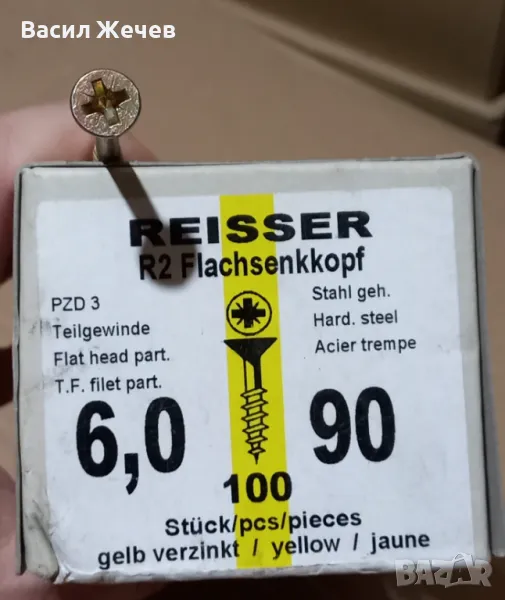 Васил Жечев
REISSER
R2 Flachsenkkopf
PZD 3
Teilgewinde
Flat head part.
T.F. filet part.
Stahl geh.
Hard. steel
Acier trempe
6,0
90
100
Stück/pcs/pieces
gelb verzinkt / yellow / jaune
BAZAR